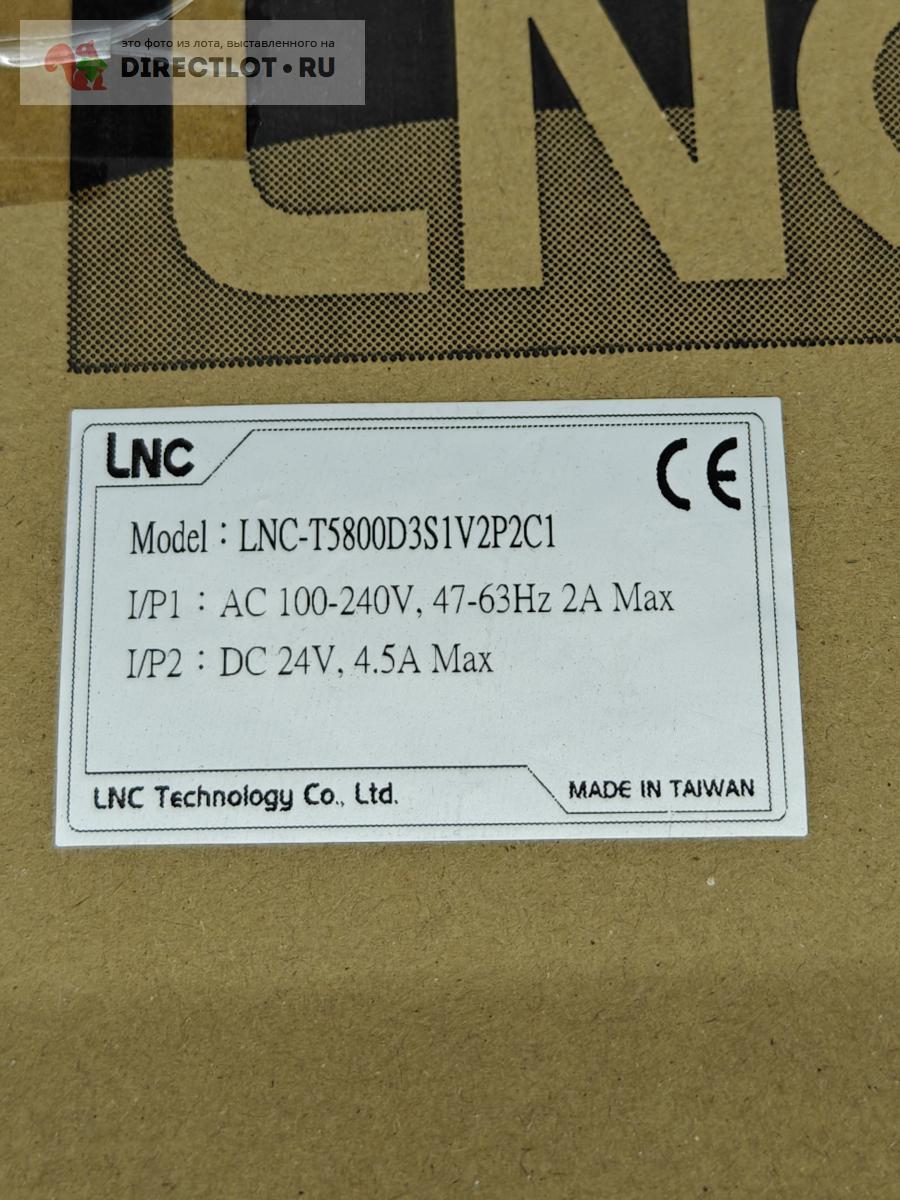 это фото из лота, выставленного на
DIRECTLOT • RU
LNC
LNC
CE
Model : LNC-T5800D3S1V2P2C1
I/P1 : AC 100-240V, 47-63Hz 2A Max
I/P2 : DC 24V, 4.5A Max
LNC Technology Co., Ltd.
MADE IN TAIWAN